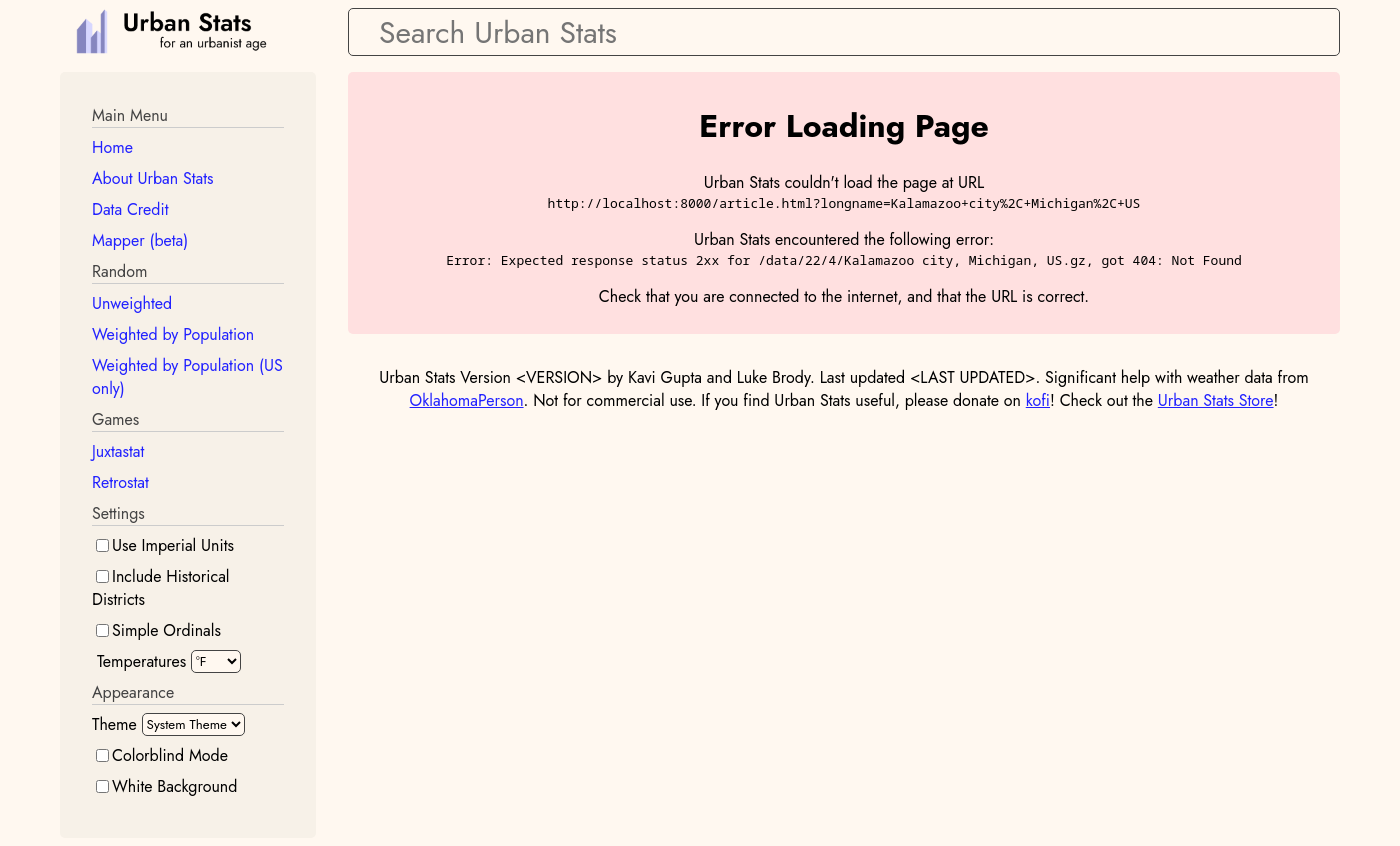 Urban Stats
for an urbanist age
Search Urban Stats
Main Menu
Home
About Urban Stats
Data Credit
Mapper (beta)
Random
Unweighted
Weighted by Population
Weighted by Population (US
only)
Games
Juxtastat
Retrostat
Settings
Use Imperial Units
Include Historical
Districts
Simple Ordinals
Temperatures °F
Appearance
Theme System Theme
Colorblind Mode
White Background
Error Loading Page
Urban Stats couldn't load the page at URL
http://localhost:8000/article.html?longname=Kalamazoo+city%2C+Michigan%2C+US
Urban Stats encountered the following error:
Error: Expected response status 2xx for /data/22/4/Kalamazoo city, Michigan, US.gz, got 404: Not Found
Check that you are connected to the internet, and that the URL is correct.
Urban Stats Version <VERSION> by Kavi Gupta and Luke Brody. Last updated <LAST UPDATED>. Significant help with weather data from
OklahomaPerson. Not for commercial use. If you find Urban Stats useful, please donate on kofi! Check out the Urban Stats Store!